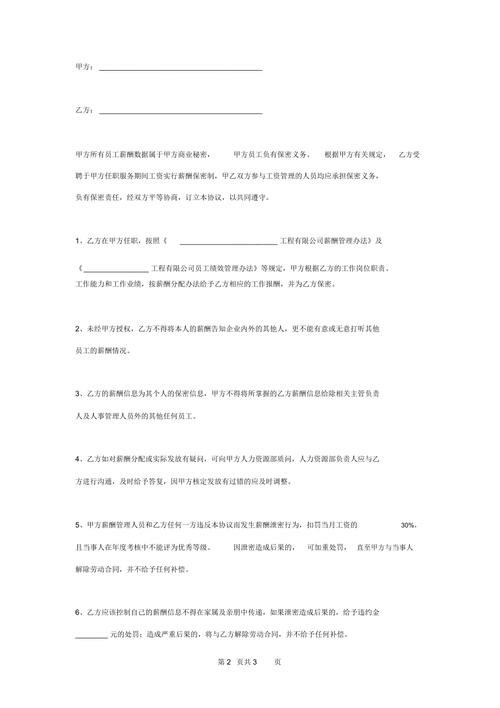 甲方： ________________________________________
乙方： ________________________________________
甲方所有员工薪酬数据属于甲方商业秘密， 甲方员工负有保密义务。 根据甲方有关规定， 乙方受
聘于甲方任职服务期间工资实行薪酬保密制，甲乙双方参与工资管理的人员均应承担保密义务，
负有保密责任，经双方平等协商，订立本协议，以共同遵守。
1、乙方在甲方任职，按照《 ________________________ 工程有限公司薪酬管理办法》及
《________________ 工程有限公司员工绩效管理办法》等规定，甲方根据乙方的工作岗位职责、
工作能力和工作业绩，按薪酬分配办法给予乙方相应的工作报酬，并为乙方保密。
2、未经甲方授权，乙方不得将本人的薪酬告知企业内外的其他人，更不能有意或无意打听其他
员工的薪酬情况。
3、乙方的薪酬信息为其个人的保密信息，甲方不得将所掌握的乙方薪酬信息给除相关主管负责
人及人事管理人员外的其他任何员工。
4、乙方如对薪酬分配或实际发放有疑问，可向甲方人力资源部质问，人力资源部负责人应与乙
方进行沟通，及时给予答复，因甲方核定发放有过错的应及时调整。
5、甲方薪酬管理人员和乙方任何一方违反本协议而发生薪酬泄密行为，扣罚当月工资的 30%，
且当事人在年度考核中不能评为优秀等级。 因泄密造成后果的， 可加重处罚， 直至甲方与当事人
解除劳动合同，并不给予任何补偿。
6、乙方应该控制自己的薪酬信息不得在家属及亲朋中传递，如果泄密造成后果的，给予违约金
________ 元的处罚；造成严重后果的，将与乙方解除劳动合同，并不给予任何补偿。
第 2 页共 3 页